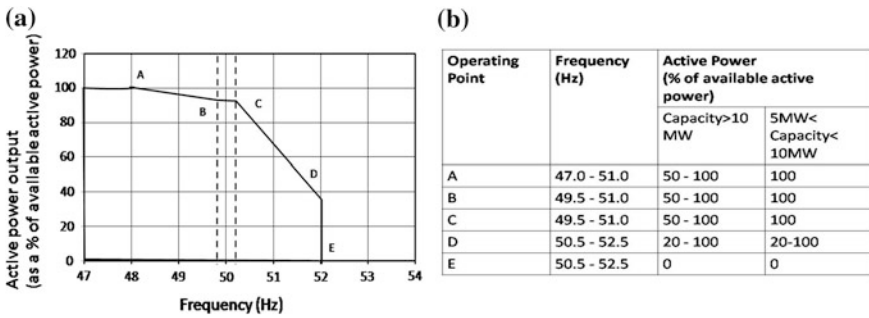 (a)
Active power output
(as a % of available active power)
120
100
80
60
40
20
0
A
B
C
D
E
47 48 49 50 51 52 53 54
Frequency (Hz)
(b)
Operating Point Frequency (Hz) Active Power (% of available active power)
Capacity>10 MW 5MW< Capacity< 10MW
A 47.0 - 51.0 50 - 100 100
B 49.5 - 51.0 50 - 100 100
C 49.5 - 51.0 50 - 100 100
D 50.5 - 52.5 20 - 100 20-100
E 50.5 - 52.5 0 0